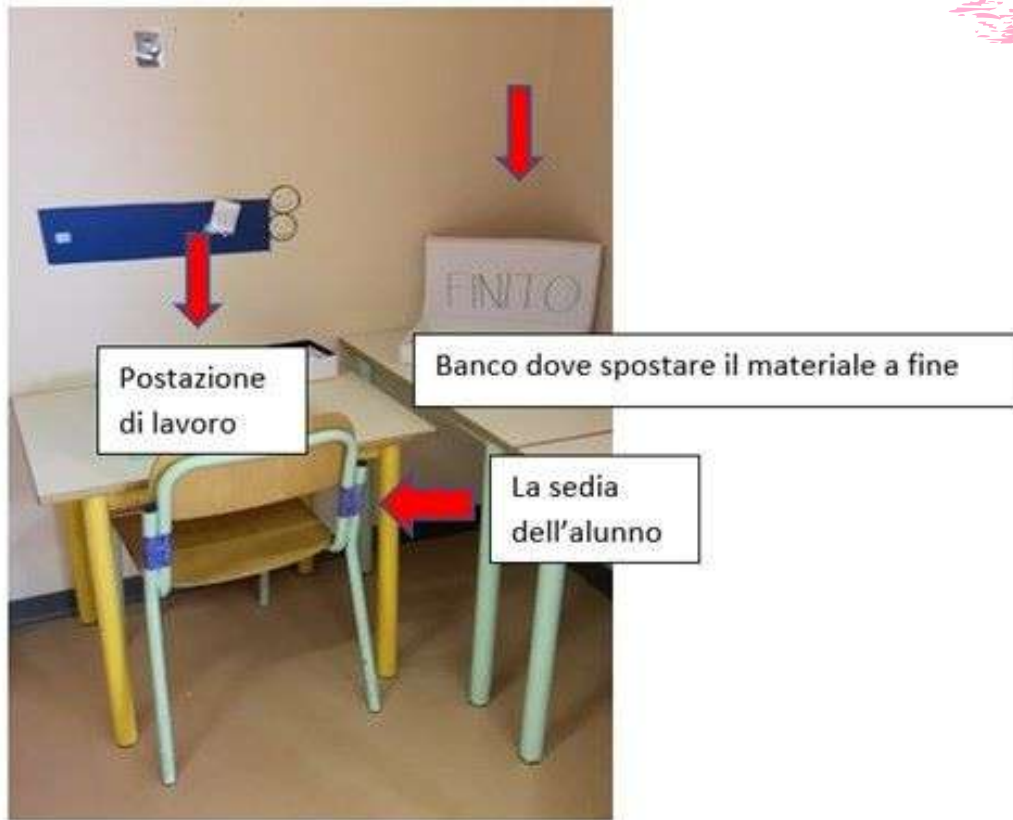 FINITO
Banco dove spostare il materiale a fine
Postazione
di lavoro
La sedia
dell'alunno